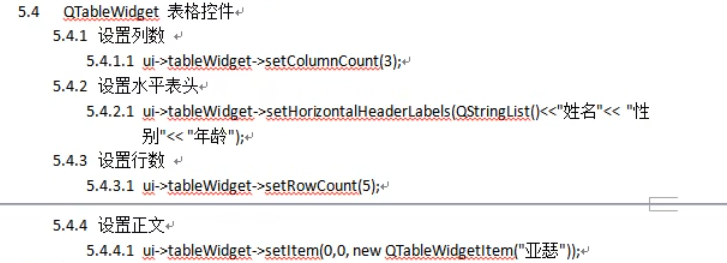 5.4 QTableWidget 表格控件
5.4.1 设置列数
5.4.1.1 ui->tableWidget->setColumnCount(3);
5.4.2 设置水平表头
5.4.2.1 ui->tableWidget->setHorizontalHeaderLabels(QStringList()<<"姓名"<< "性
别"<< "年龄");
5.4.3 设置行数
5.4.3.1 ui->tableWidget->setRowCount(5);
5.4.4 设置正文
5.4.4.1 ui->tableWidget->setItem(0,0, new QTableWidgetItem("亚瑟"));